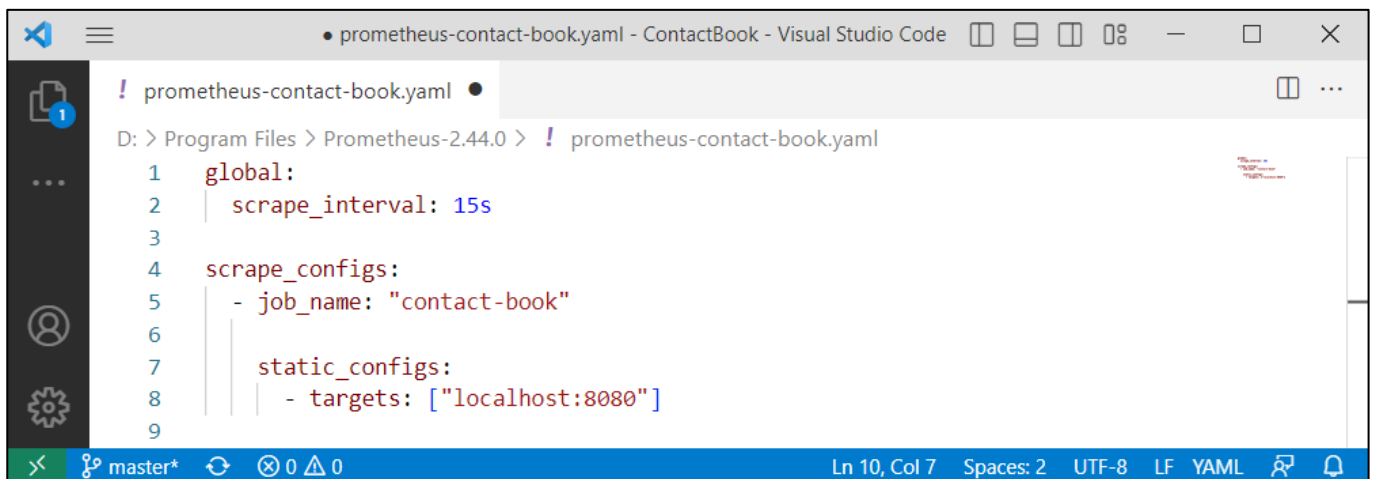 ● prometheus-contact-book.yaml - ContactBook - Visual Studio Code
! prometheus-contact-book.yaml ●
1
D: > Program Files > Prometheus-2.44.0 > ! prometheus-contact-book.yaml
1 global:
2   scrape_interval: 15s
3
4 scrape_configs:
5   - job_name: "contact-book"
6
7     static_configs:
8       - targets: ["localhost:8080"]
9
master* 0 0 Ln 10, Col 7 Spaces: 2 UTF-8 LF YAML